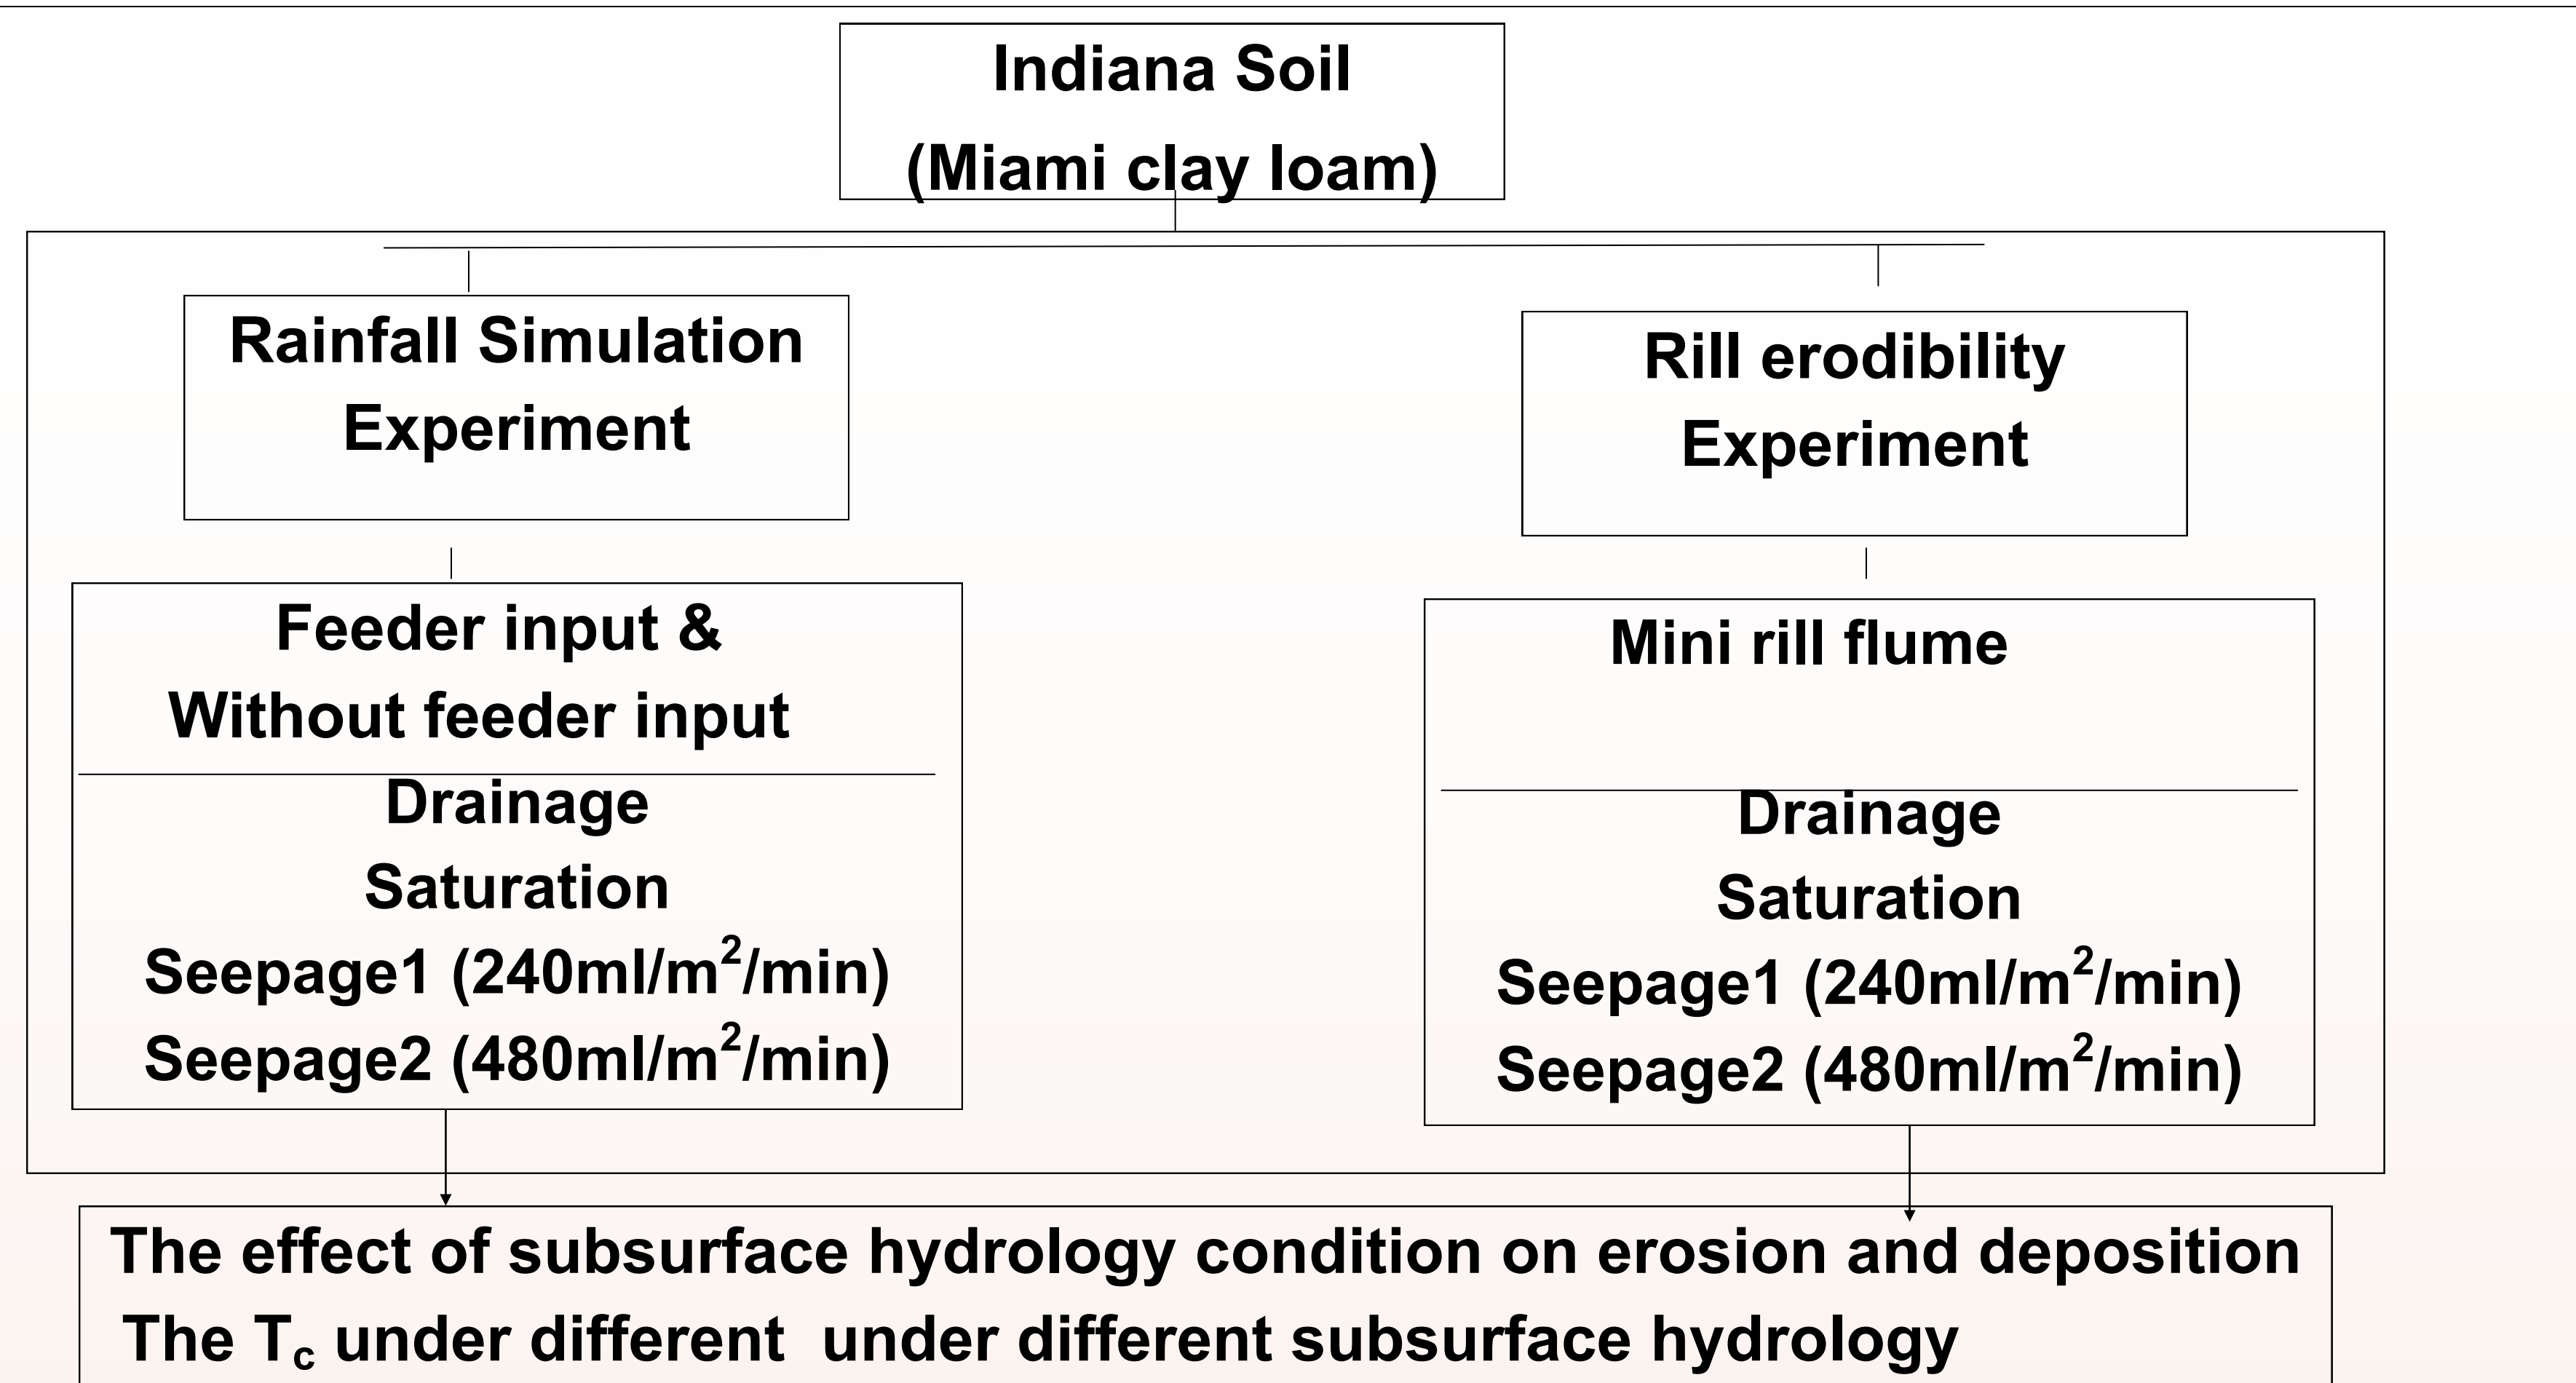 Indiana Soil
(Miami clay loam)
Rainfall Simulation
Experiment
Rill erodibility
Experiment
Feeder input &
Without feeder input
Drainage
Saturation
Seepage1 (240ml/m²/min)
Seepage2 (480ml/m²/min)
Mini rill flume
Drainage
Saturation
Seepage1 (240ml/m²/min)
Seepage2 (480ml/m²/min)
The effect of subsurface hydrology condition on erosion and deposition
The Tc under different  under different subsurface hydrology